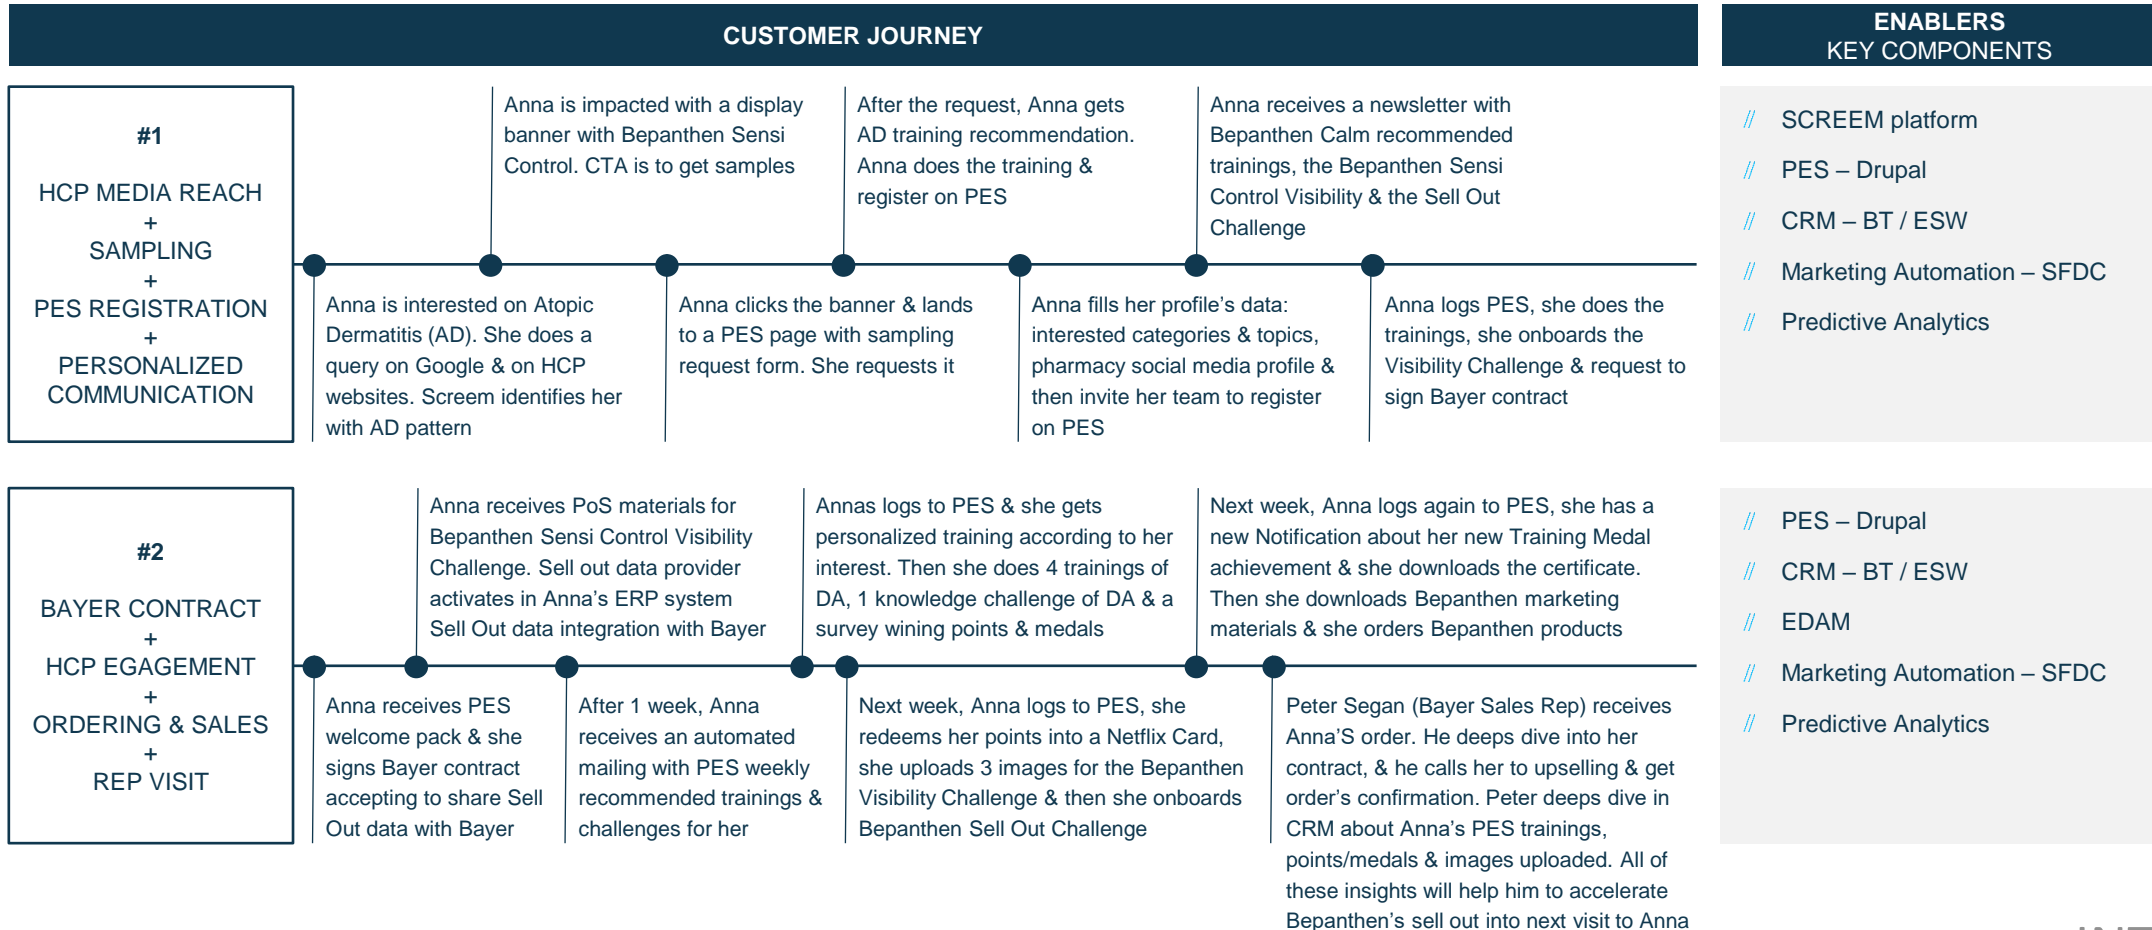 CUSTOMER JOURNEY
ENABLERS
KEY COMPONENTS
#1
HCP MEDIA REACH
+
SAMPLING
+
PES REGISTRATION
+
PERSONALIZED
COMMUNICATION
Anna is interested on Atopic
Dermatitis (AD). She does a
query on Google & on HCP
websites. Screem identifies her
with AD pattern
Anna is impacted with a display
banner with Bepanthen Sensi
Control. CTA is to get samples
Anna clicks the banner & lands
to a PES page with sampling
request form. She requests it
After the request, Anna gets
AD training recommendation.
Anna does the training &
register on PES
Anna fills her profile's data:
interested categories & topics,
pharmacy social media profile &
then invite her team to register
on PES
Anna receives a newsletter with
Bepanthen Calm recommended
trainings, the Bepanthen Sensi
Control Visibility & the Sell Out
Challenge
Anna logs PES, she does the
trainings, she onboards the
Visibility Challenge & request to
sign Bayer contract
// SCREEM platform
// PES – Drupal
// CRM – BT / ESW
// Marketing Automation – SFDC
// Predictive Analytics
#2
BAYER CONTRACT
+
HCP EGAGEMENT
+
ORDERING & SALES
+
REP VISIT
Anna receives PES
welcome pack & she
signs Bayer contract
accepting to share Sell
Out data with Bayer
Anna receives PoS materials for
Bepanthen Sensi Control Visibility
Challenge. Sell out data provider
activates in Anna's ERP system
Sell Out data integration with Bayer
After 1 week, Anna
receives an automated
mailing with PES weekly
recommended trainings &
challenges for her
Annas logs to PES & she gets
personalized training according to her
interest. Then she does 4 trainings of
DA, 1 knowledge challenge of DA & a
survey wining points & medals
Next week, Anna logs to PES, she
redeems her points into a Netflix Card,
she uploads 3 images for the Bepanthen
Visibility Challenge & then she onboards
Bepanthen Sell Out Challenge
Next week, Anna logs again to PES, she has a
new Notification about her new Training Medal
achievement & she downloads the certificate.
Then she downloads Bepanthen marketing
materials & she orders Bepanthen products
Peter Segan (Bayer Sales Rep) receives
Anna'S order. He deeps dive into her
contract, & he calls her to upselling & get
order's confirmation. Peter deeps dive in
CRM about Anna's PES trainings,
points/medals & images uploaded. All of
these insights will help him to accelerate
Bepanthen's sell out into next visit to Anna
// PES – Drupal
// CRM – BT / ESW
// EDAM
// Marketing Automation – SFDC
// Predictive Analytics